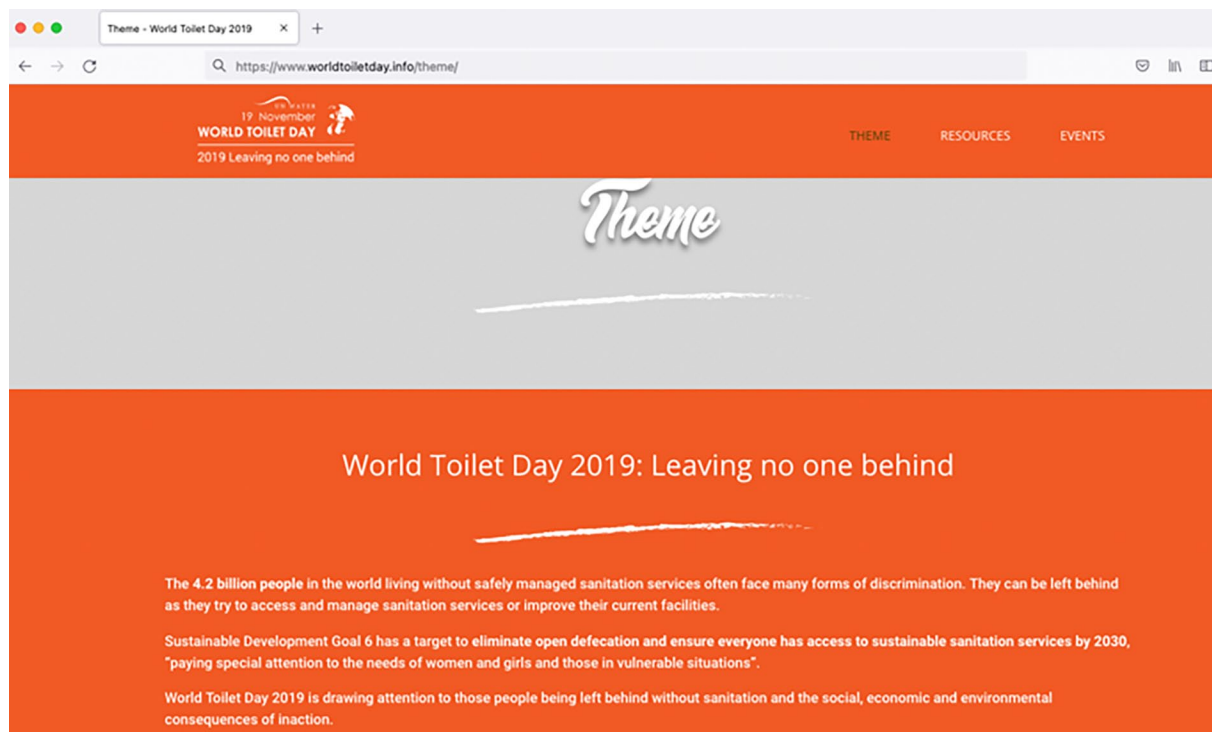 Theme - World Toilet Day 2019
https://www.worldtoiletday.info/theme/
UN WATER
19 November
WORLD TOILET DAY
2019 Leaving no one behind
THEME RESOURCES EVENTS
Theme
World Toilet Day 2019: Leaving no one behind
The 4.2 billion people in the world living without safely managed sanitation services often face many forms of discrimination. They can be left behind
as they try to access and manage sanitation services or improve their current facilities.
Sustainable Development Goal 6 has a target to eliminate open defecation and ensure everyone has access to sustainable sanitation services by 2030,
"paying special attention to the needs of women and girls and those in vulnerable situations".
World Toilet Day 2019 is drawing attention to those people being left behind without sanitation and the social, economic and environmental
consequences of inaction.